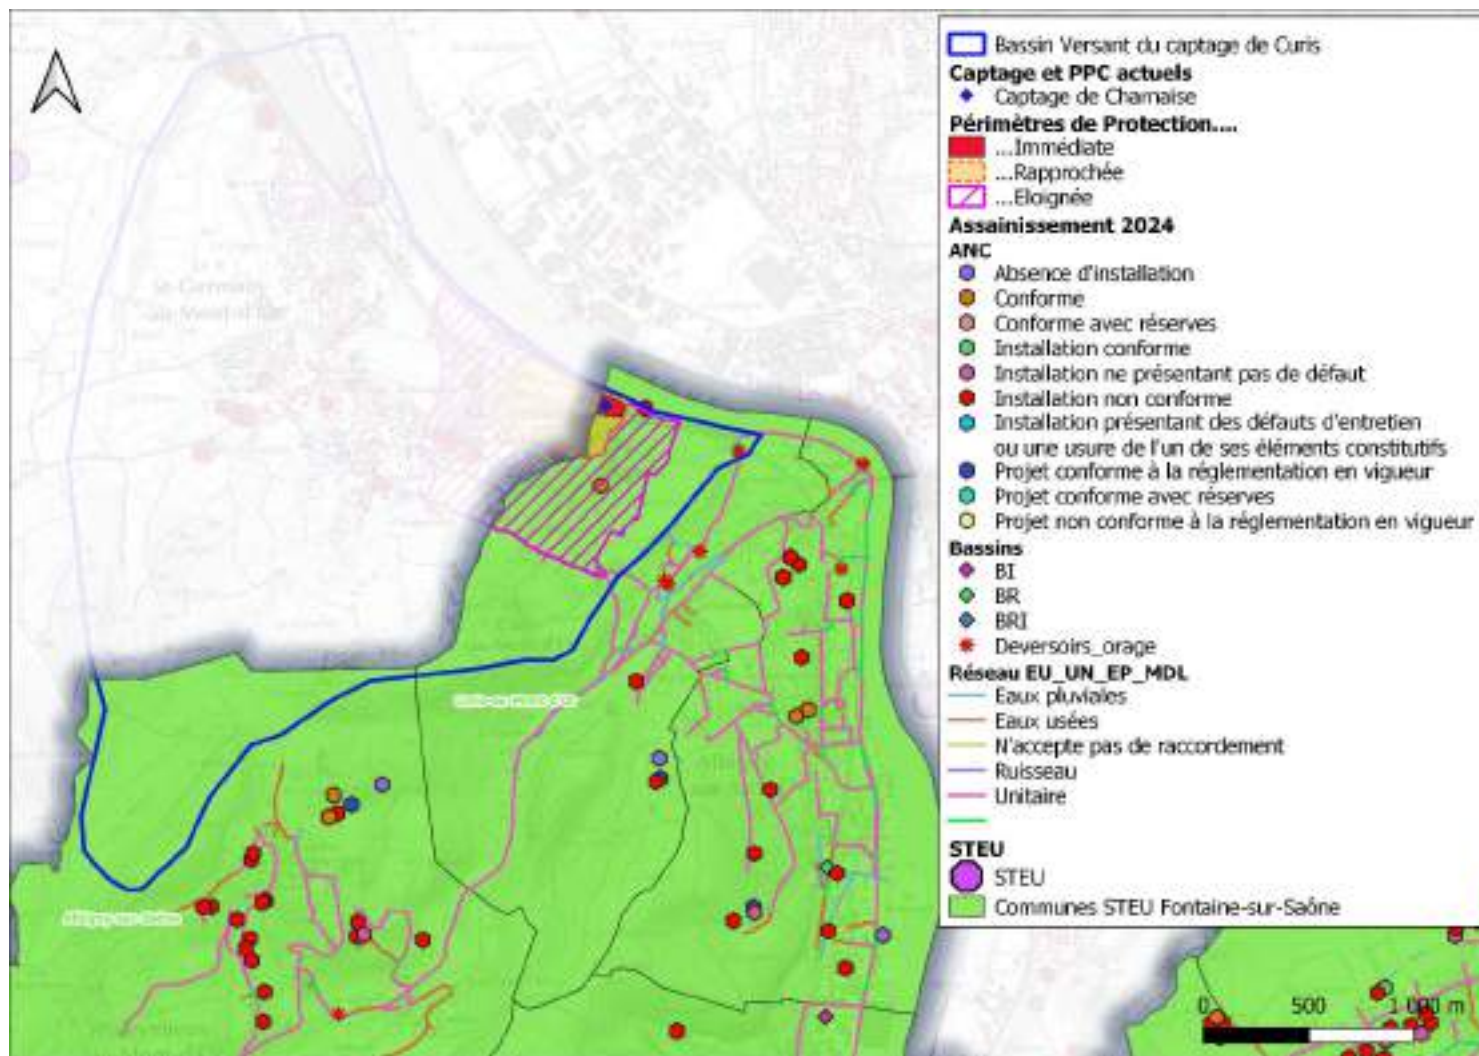 Bassin Versant du captage de Curis
Captage et PPC actuels
Captage de Charnaise
Périmètres de Protection....
...Immédiate
...Rapprochée
...Eloignée
Assainissement 2024
ANC
Absence d'installation
Conforme
Conforme avec réserves
Installation conforme
Installation ne présentant pas de défaut
Installation non conforme
Installation présentant des défauts d'entretien
ou une usure de l'un de ses éléments constitutifs
Projet conforme à la réglementation en vigueur
Projet conforme avec réserves
Projet non conforme à la réglementation en vigueur
Bassins
BI
BR
BRI
Deversoirs_orage
Réseau EU_UN_EP_MDL
Eaux pluviales
Eaux usées
N'accepte pas de raccordement
Ruisseau
Unitaire
STEU
STEU
Communes STEU Fontaine-sur-Saône
0 500 1 000 m